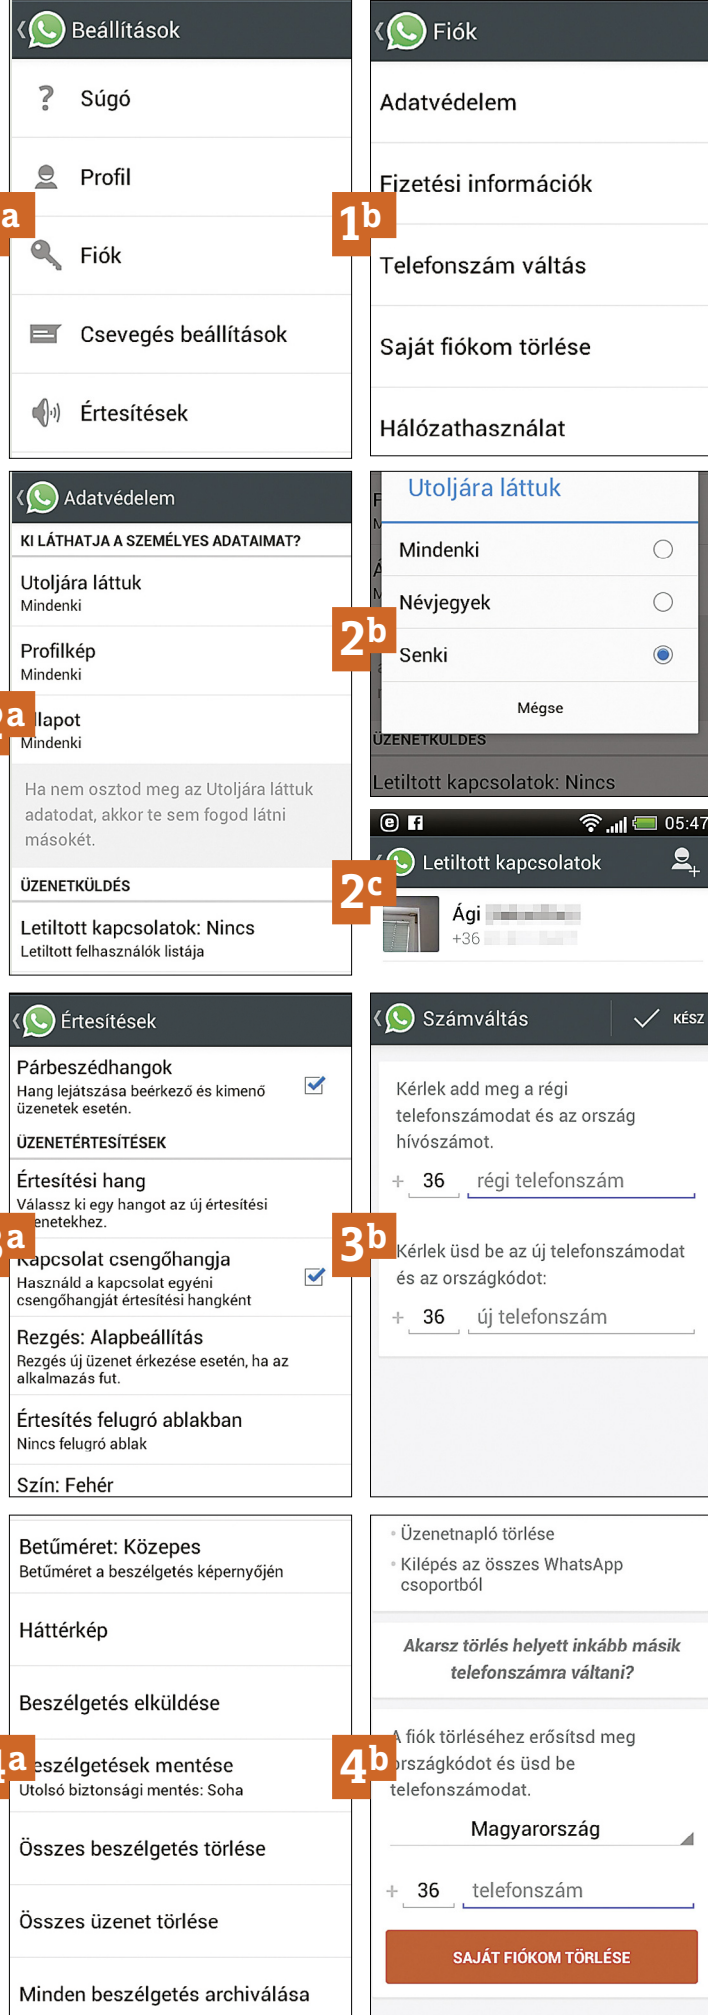 Beállítások
Súgó
Profil
a
Fiók
Csevegés beállítások
Értesítések
Fiók
Adatvédelem
Fizetési információk
1b
Telefonszám váltás
Saját fiókom törlése
Hálózathasználat
Adatvédelem
KI LÁTHATJA A SZEMÉLYES ADATAIMAT?
Utoljára láttuk
Mindenki
Profilkép
Mindenki
a
lapot
Mindenki
Ha nem osztod meg az Utoljára láttuk
adatodat, akkor te sem fogod látni
másokét.
ÜZENETKÜLDÉS
Letiltott kapcsolatok: Nincs
Letiltott felhasználók listája
Utoljára láttuk
Mindenki
Névjegyek
2b
Senki
Mégse
ÜZENETKÜLDÉS
Letiltott kapcsolatok: Nincs
05:47
Letiltott kapcsolatok
2c
Ági
+36
Értesítések
Párbeszédhangok
Hang lejátszása beérkező és kimenő
üzenetek esetén.
ÜZENETÉRTESÍTÉSEK
Értesítési hang
Válassz ki egy hangot az új értesítési
enetekhez.
3a
Kapcsolat csengőhangja
Használd a kapcsolat egyéni
csengőhangját értesítési hangként
Rezgés: Alapbeállítás
Rezgés új üzenet érkezése esetén, ha az
alkalmazás fut.
Értesítés felugró ablakban
Nincs felugró ablak
Szín: Fehér
Számváltás
KÉSZ
Kérlek add meg a régi
telefonszámodat és az ország
hívószámot.
+ 36 régi telefonszám
3b
Kérlek üsd be az új telefonszámodat
és az országkódot:
+ 36 új telefonszám
Betűméret: Közepes
Betűméret a beszélgetés képernyőjén
Háttérkép
Beszélgetés elküldése
4a
eszélgetések mentése
Utolsó biztonsági mentés: Soha
Összes beszélgetés törlése
Összes üzenet törlése
Minden beszélgetés archiválása
Üzenetnapló törlése
Kilépés az összes WhatsApp
csoportból
Akarsz törlés helyett inkább másik
telefonszámra váltani?
4b
A fiók törléséhez erősítsd meg
országkódot és üsd be
telefonszámodat.
Magyarország
+ 36 telefonszám
SAJÁT FIÓKOM TÖRLÉSE